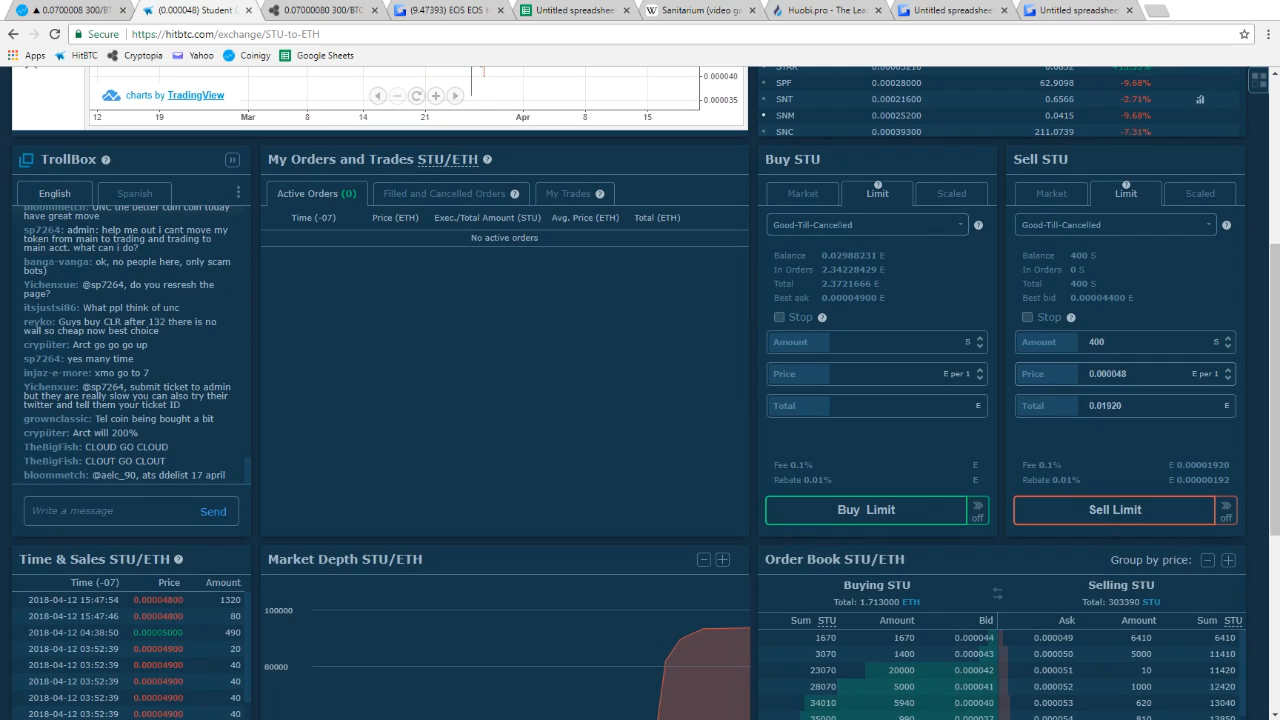 ▲ 0.0700008 300/BTC
(0.000048) Student C
0.07000080 300/BTC
(9.47393) EOS EOS t
Untitled spreadsheet
Sanitarium (video ga
Huobi.pro - The Lea
Untitled spreadshee
Untitled spreadshee
Secure
https://hitbtc.com/exchange/STU-to-ETH
Apps
HitBTC
Cryptopia
Yahoo
Coinigy
Google Sheets
0.000040
0.000035
charts by TradingView
12 19 Mar 8 14 21 Apr 8 15
SPF 0.00028000 62.9098 -9.68%
SNT 0.00021600 0.6566 -2.71%
SNM 0.00025200 0.0415 -9.68%
SNC 0.00039300 211.0739 -7.31%
TrollBox ?
English Spanish
bloommetch: UNC the better com coin today
have great move
sp7264: admin: help me out i cant move my
token from main to trading and trading to
main acct. what can i do?
banga-vanga: ok, no people here, only scam
bots)
Yichenxue: @sp7264, do you resresh the
page?
itsjustsi86: What ppl think of unc
reyko: Guys buy CLR after 132 there is no
wall so cheap now best choice
crypüter: Arct go go go up
sp7264: yes many time
injaz-e-more: xmo go to 7
Yichenxue: @sp7264, submit ticket to admin
but they are really slow you can also try their
twitter and tell them your ticket ID
grownclassic: Tel coin being bought a bit
crypüter: Arct will 200%
TheBigFish: CLOUD GO CLOUD
TheBigFish: CLOUT GO CLOUT
bloommetch: @aelc_90, ats ddelist 17 april
Write a message Send
My Orders and Trades STU/ETH ?
Active Orders (0) Filled and Cancelled Orders ? My Trades ?
Time (-07) Price (ETH) Exec./Total Amount (STU) Avg. Price (ETH) Total (ETH)
No active orders
Buy STU
Market Limit ? Scaled
Good-Till-Cancelled ?
Balance 0.02988231 E
In Orders 2.34228429 E
Total 2.3721666 E
Best ask 0.00004900 E
Stop ?
Amount S
Price E per 1
Total E
Fee 0.1% E
Rebate 0.01% E
Buy Limit off
Sell STU
Market Limit ? Scaled
Good-Till-Cancelled ?
Balance 400 S
In Orders 0 S
Total 400 S
Best bid 0.00004400 E
Stop ?
Amount 400 S
Price 0.000048 E per 1
Total 0.01920 E
Fee 0.1% E 0.00001920
Rebate 0.01% E 0.00000192
Sell Limit off
Time & Sales STU/ETH ?
Time (-07) Price Amount
2018-04-12 15:47:54 0.00004800 1320
2018-04-12 15:47:46 0.00004800 80
2018-04-12 04:38:50 0.00005000 490
2018-04-12 03:52:39 0.00004900 20
2018-04-12 03:52:39 0.00004900 40
2018-04-12 03:52:39 0.00004900 40
2018-04-12 03:52:39 0.00004900 40
2018-04-12 03:52:39 0.00004900 40
Market Depth STU/ETH
100000
80000
Order Book STU/ETH Group by price:
Buying STU Selling STU
Total: 1.713000 ETH Total: 303390 STU
Sum STU Amount Bid Ask Amount Sum STU
1670 1670 0.000044 0.000049 6410 6410
3070 1400 0.000043 0.000050 5000 11410
23070 20000 0.000042 0.000051 10 11420
28070 5000 0.000041 0.000052 1000 12420
34010 5940 0.000040 0.000053 620 13040
35000 990 0.000037 0.000054 810 13850